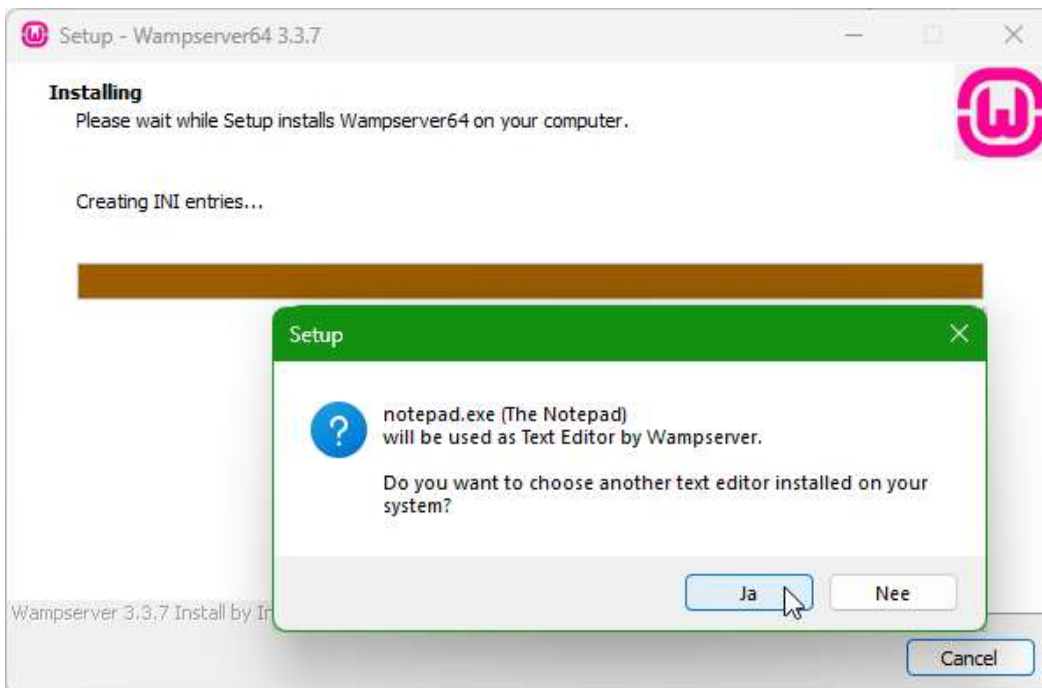 Setup - Wampserver64 3.3.7
Installing
Please wait while Setup installs Wampserver64 on your computer.
Creating INI entries...
Setup
notepad.exe (The Notepad)
will be used as Text Editor by Wampserver.
Do you want to choose another text editor installed on your
system?
Ja
Nee
Wampserver 3.3.7 Install by
Cancel